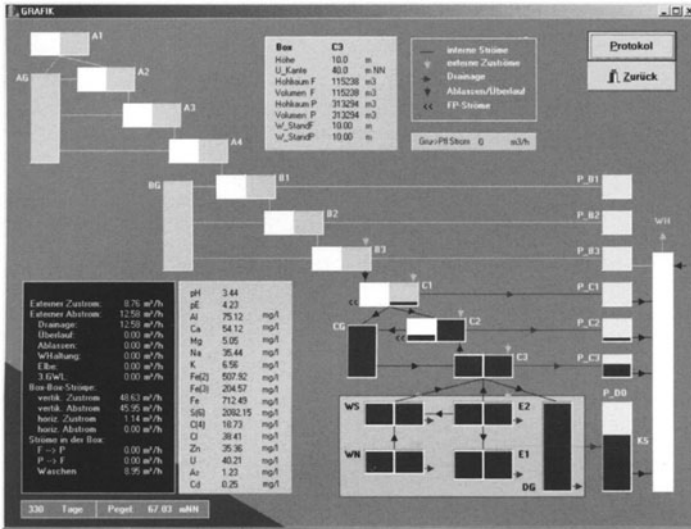 GRAFIK
A1
AG
A2
A3
A4
Box C3
Höhe 10.0 m
U_Kante 40.0 m NN
Hohlraum F 115238 m3
Volumen F 115238 m3
Hohlraum P 313294 m3
Volumen P 313294 m3
W_StandF 10.00 m
W_StandP 10.00 m
interne Ströme
externe Zuströme
Drainage
Ablassen/Überlauf
<< FP-Ströme
Protokol
Zurück
Strom 0 m3/h
BG
B1
P_B1
B2
P_B2
B3
P_B3
WH
C1
<<
P_C1
CG
C2
<<
P_C2
C3
P_C3
WS
E2
P_D0
WN
E1
KS
DG
Externer Zustrom: 8.76 m³/h
Externer Abstrom: 12.58 m³/h
Drainage: 12.58 m³/h
Überlauf: 0.00 m³/h
Ablassen: 0.00 m³/h
WHaltung: 0.00 m³/h
Elbe: 0.00 m³/h
0.00 m³/h
Box-Box-Ströme:
vertik. Zustrom 48.63 m³/h
vertik. Abstrom 45.95 m³/h
horiz. Zustrom 1.14 m³/h
horiz. Abstrom 0.00 m³/h
Ströme in der Box:
F -> P 0.00 m³/h
P -> F 0.00 m³/h
Waschen 8.95 m³/h
pH 3.44
pE 4.23
Al 75.12 mg/l
Ca 54.12 mg/l
Mg 5.05 mg/l
Na 35.44 mg/l
K 6.56 mg/l
Fe(2) 507.92 mg/l
Fe(3) 204.57 mg/l
Fe 712.49 mg/l
S(6) 2082.15 mg/l
C(4) 18.73 mg/l
Cl 38.41 mg/l
Zn 35.36 mg/l
U 40.21 mg/l
1.23 mg/l
Cd 0.25 mg/l
330 Tage Pegel 67.03 mNN